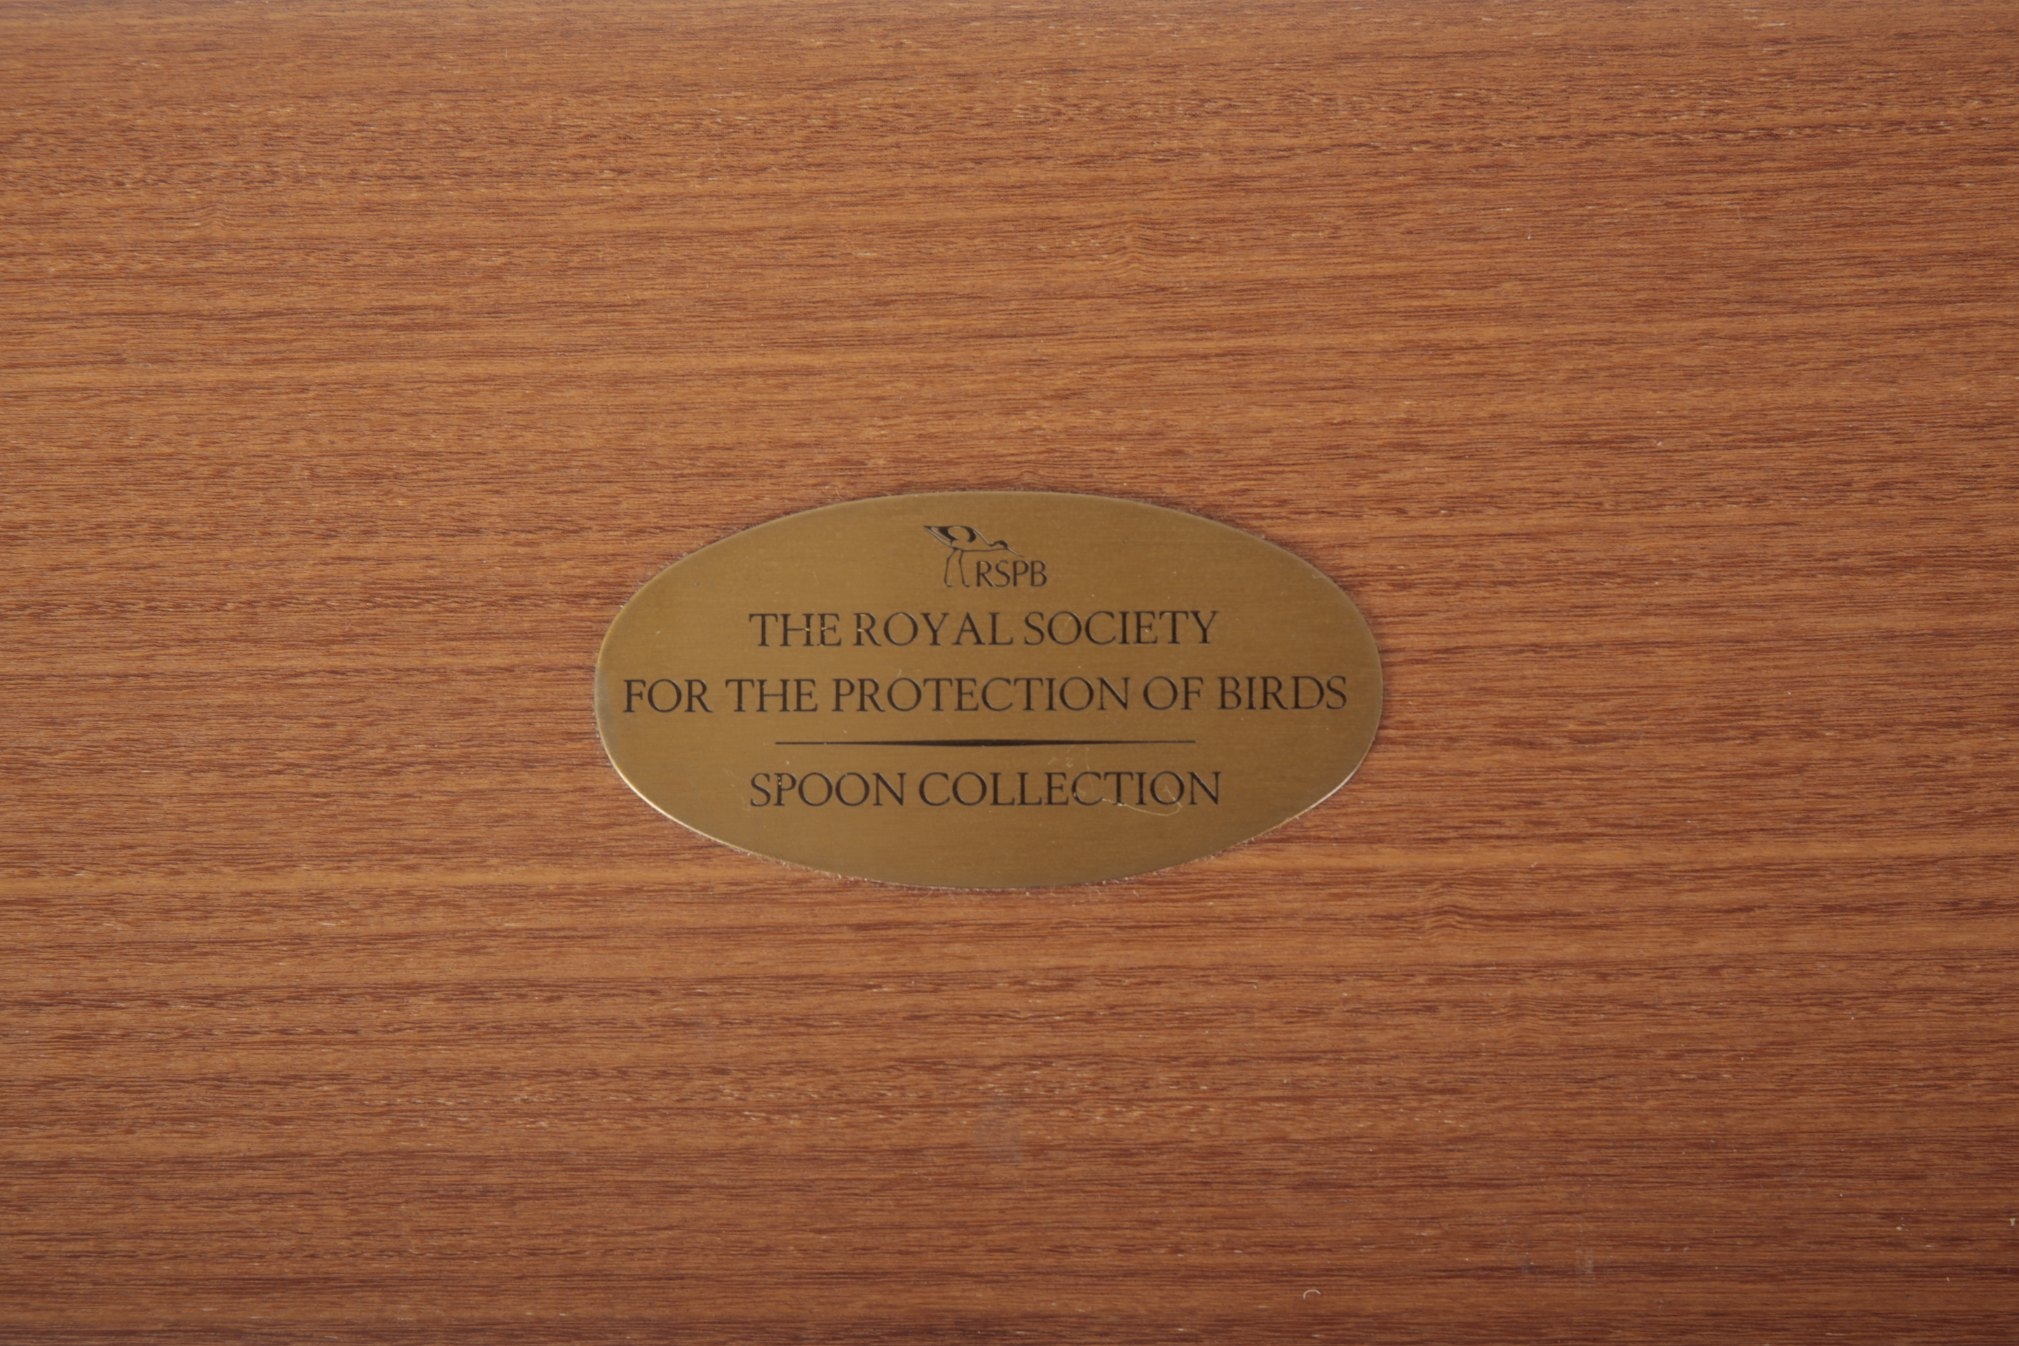 RSPB
THE ROYAL SOCIETY
FOR THE PROTECTION OF BIRDS
SPOON COLLECTION